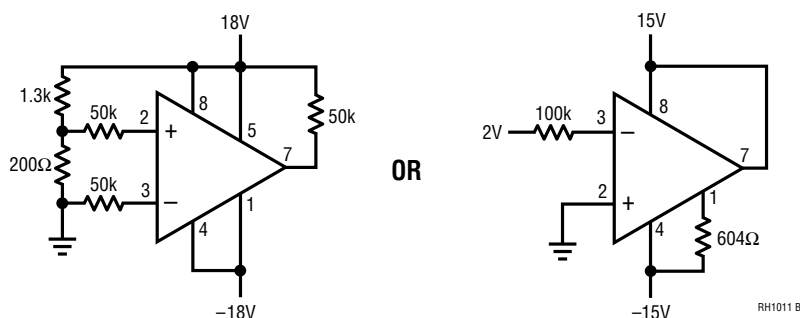 18V
1.3k
50k
2
+
8
5
50k
7
200Ω
50k
3
–
1
4
–18V
OR
15V
2V
100k
3
–
8
7
2
+
1
4
604Ω
–15V
RH1011 B